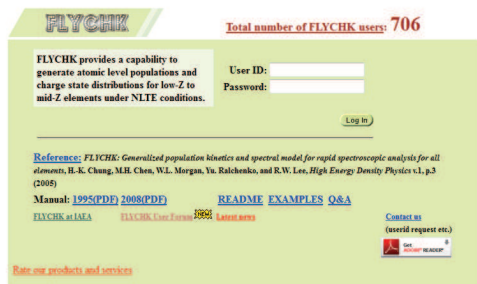 FLYCHK
Total number of FLYCHK users: 706
FLYCHK provides a capability to
generate atomic level populations and
charge state distributions for low-Z to
mid-Z elements under NLTE conditions.
User ID:
Password:
Log In
Reference: FLYCHK: Generalized population kinetics and spectral model for rapid spectroscopic analysis for all
elements, H.-K. Chung, M.H. Chen, W.L. Morgan, Yu. Ralchenko, and R.W. Lee, High Energy Density Physics v.1, p.3
(2005)
Manual: 1995(PDF) 2008(PDF) README EXAMPLES Q&A
FLYCHK at IAEA FLYCHK User Forum NEW Latest news Contact us
(userid request etc.)
Get
ADOBE® READER®
Rate our products and services